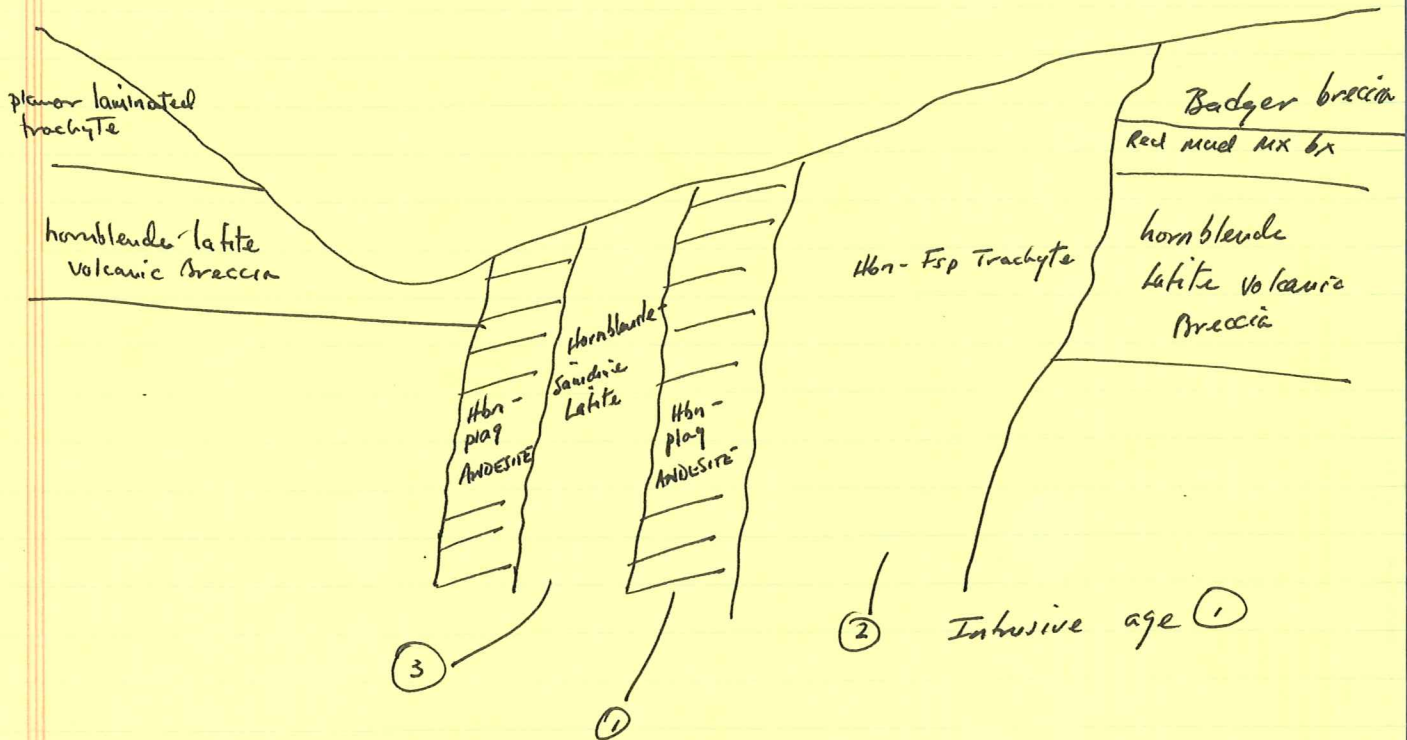 planar laminated
trachyte
hornblende-latite
volcanic Breccia
Hbn-
plag
ANDESITE
Hornblende-
Sanidine
Latite
Hbn-
plag
ANDESITE
Hbn-Fsp Trachyte
Badger breccia
Red mud MX bx
hornblende
Latite volcanic
Breccia
3
1
2
Intrusive age 1